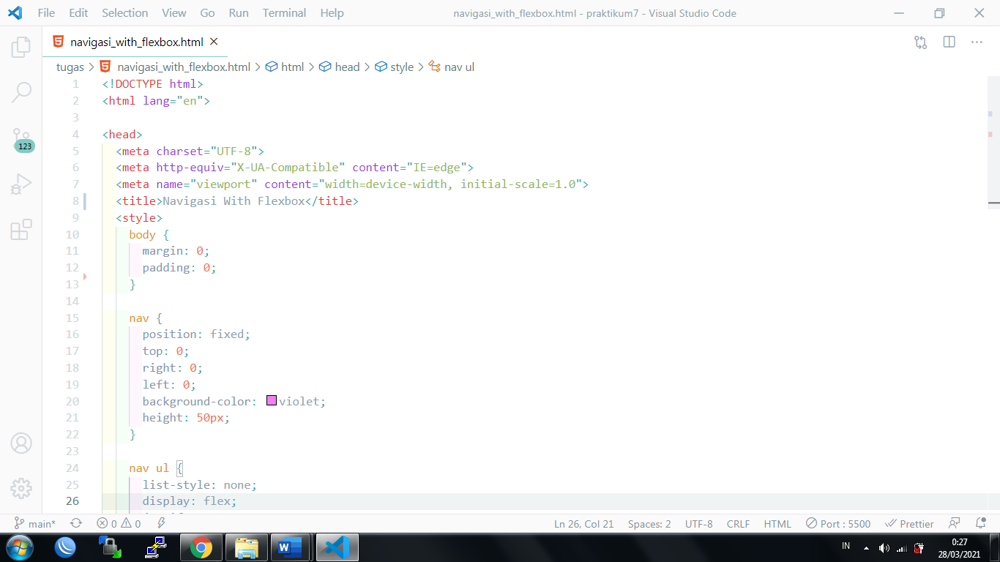 File Edit Selection View Go Run Terminal Help navigasi_with_flexbox.html - praktikum7 - Visual Studio Code
navigasi_with_flexbox.html
tugas > navigasi_with_flexbox.html > html > head > style > nav ul
1 <!DOCTYPE html>
2 <html lang="en">
3
4 <head>
5 <meta charset="UTF-8">
6 <meta http-equiv="X-UA-Compatible" content="IE=edge">
7 <meta name="viewport" content="width=device-width, initial-scale=1.0">
8 <title>Navigasi With Flexbox</title>
9 <style>
10 body {
11 margin: 0;
12 padding: 0;
13 }
14
15 nav {
16 position: fixed;
17 top: 0;
18 right: 0;
19 left: 0;
20 background-color: violet;
21 height: 50px;
22 }
23
24 nav ul {
25 list-style: none;
26 display: flex;
123
main* 0 0 Ln 26, Col 21 Spaces: 2 UTF-8 CRLF HTML Port : 5500 Prettier
W IN 0:27
28/03/2021